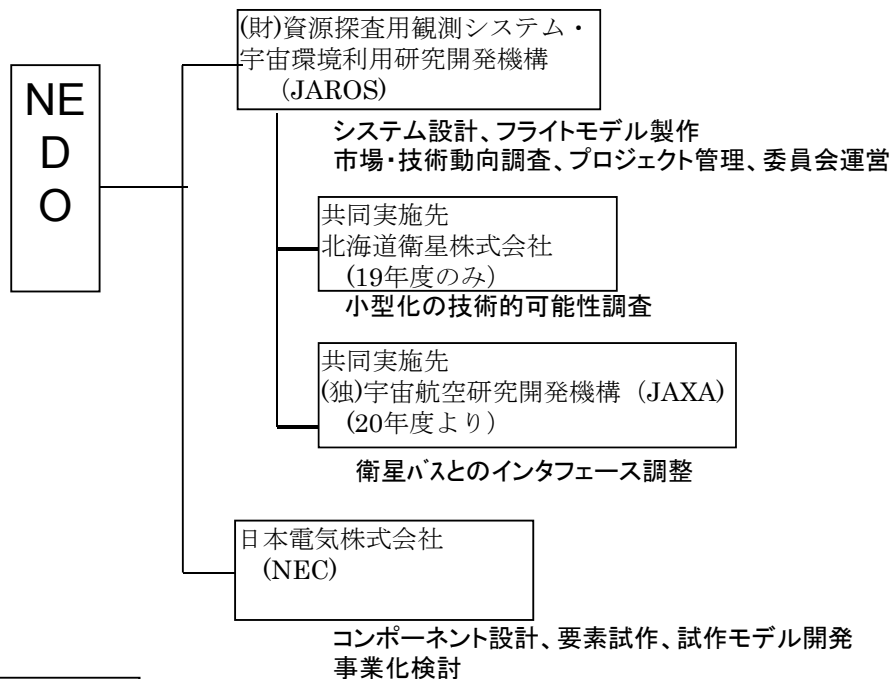 (財)資源探査用観測システム・
宇宙環境利用研究開発機構
(JAROS)
NE
D
O
システム設計、フライトモデル製作
市場・技術動向調査、プロジェクト管理、委員会運営
共同実施先
北海道衛星株式会社
(19年度のみ)
小型化の技術的可能性調査
共同実施先
(独)宇宙航空研究開発機構 (JAXA)
(20年度より)
衛星バスとのインタフェース調整
日本電気株式会社
(NEC)
コンポーネント設計、要素試作、試作モデル開発
事業化検討